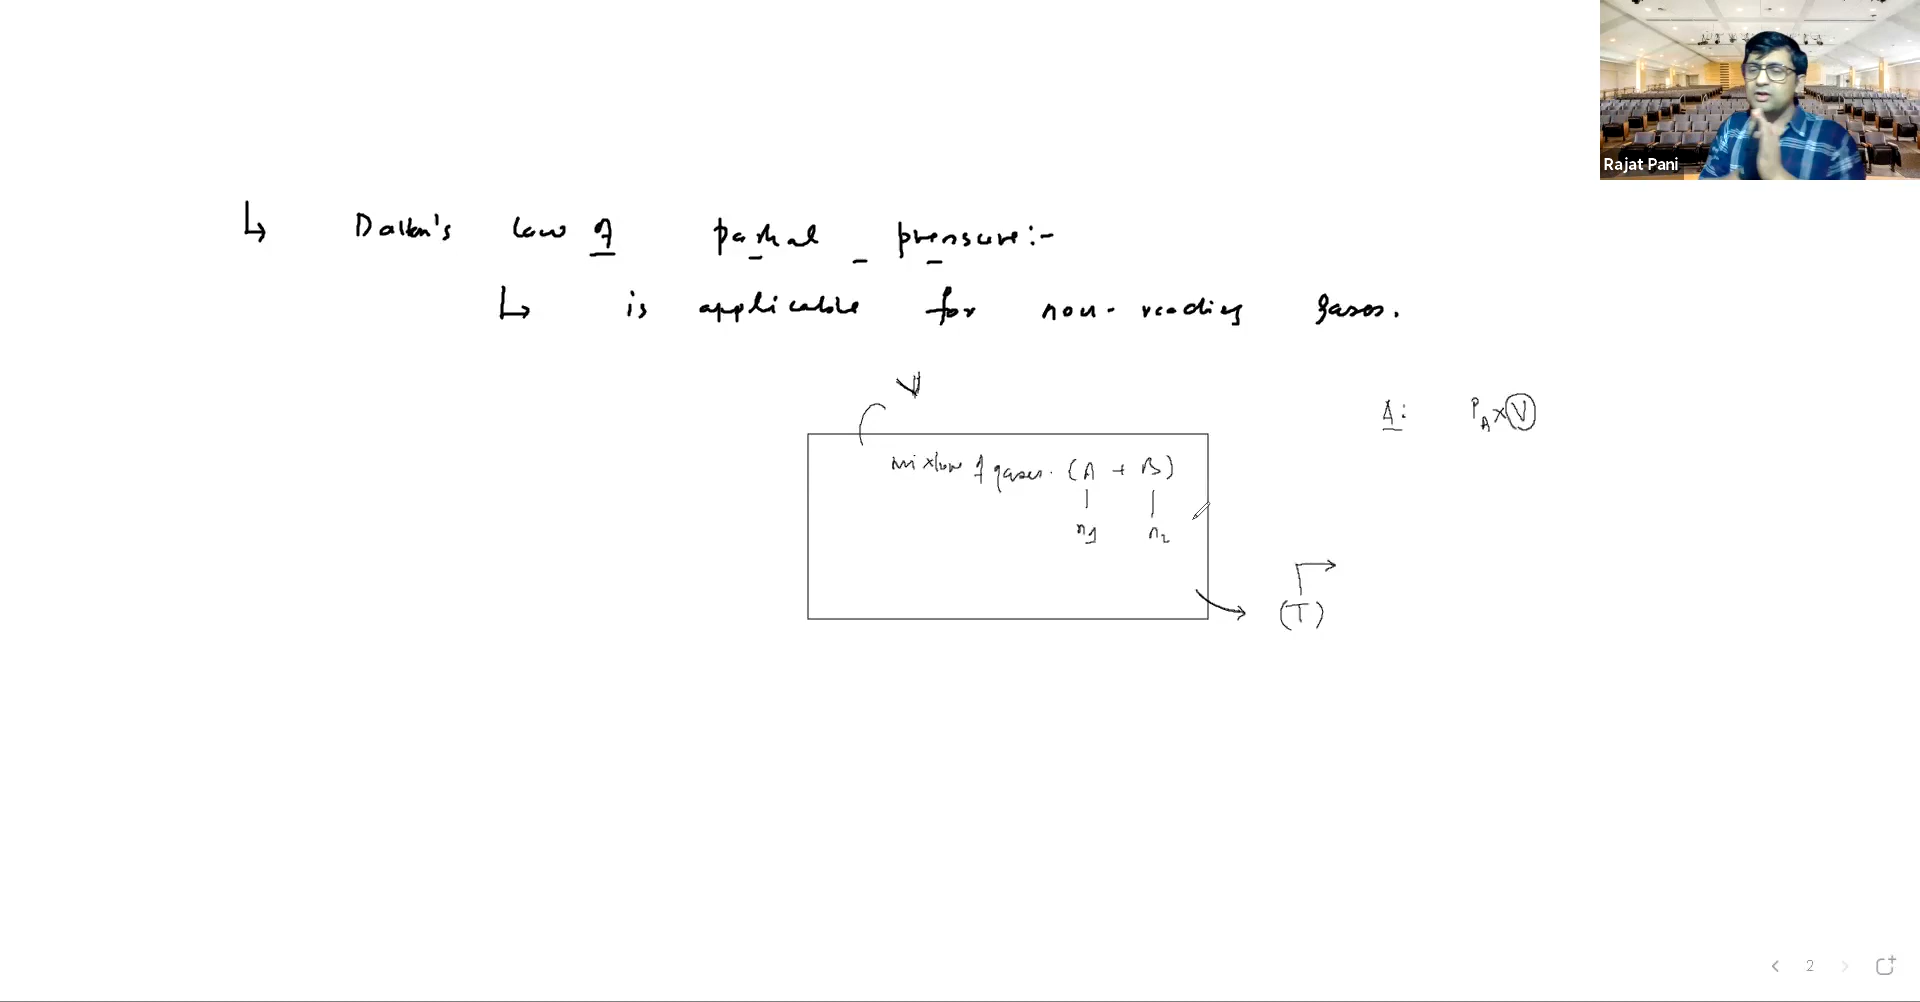 Rajat Pani
↳ Dalton's law of partial pressure:-
↳ is applicable for non-reacting gases.
V
A: P_A × V
mixture of gases. (A + B)
n1 n2
(T)
2